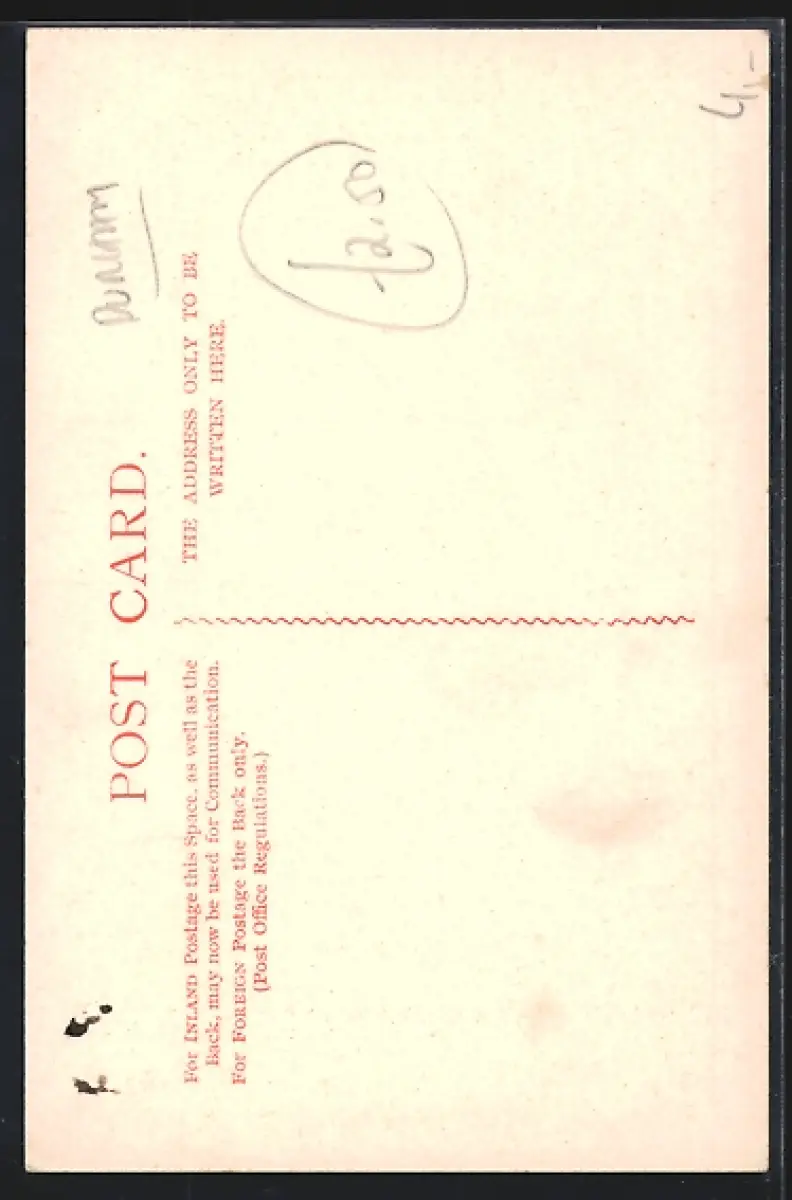 POST CARD.
For INLAND Postage this Space, as well as the
Back, may now be used for Communication.
For FOREIGN Postage the Back only.
(Post Office Regulations.)
THE ADDRESS ONLY TO BE
WRITTEN HERE.
£2.50
4,-